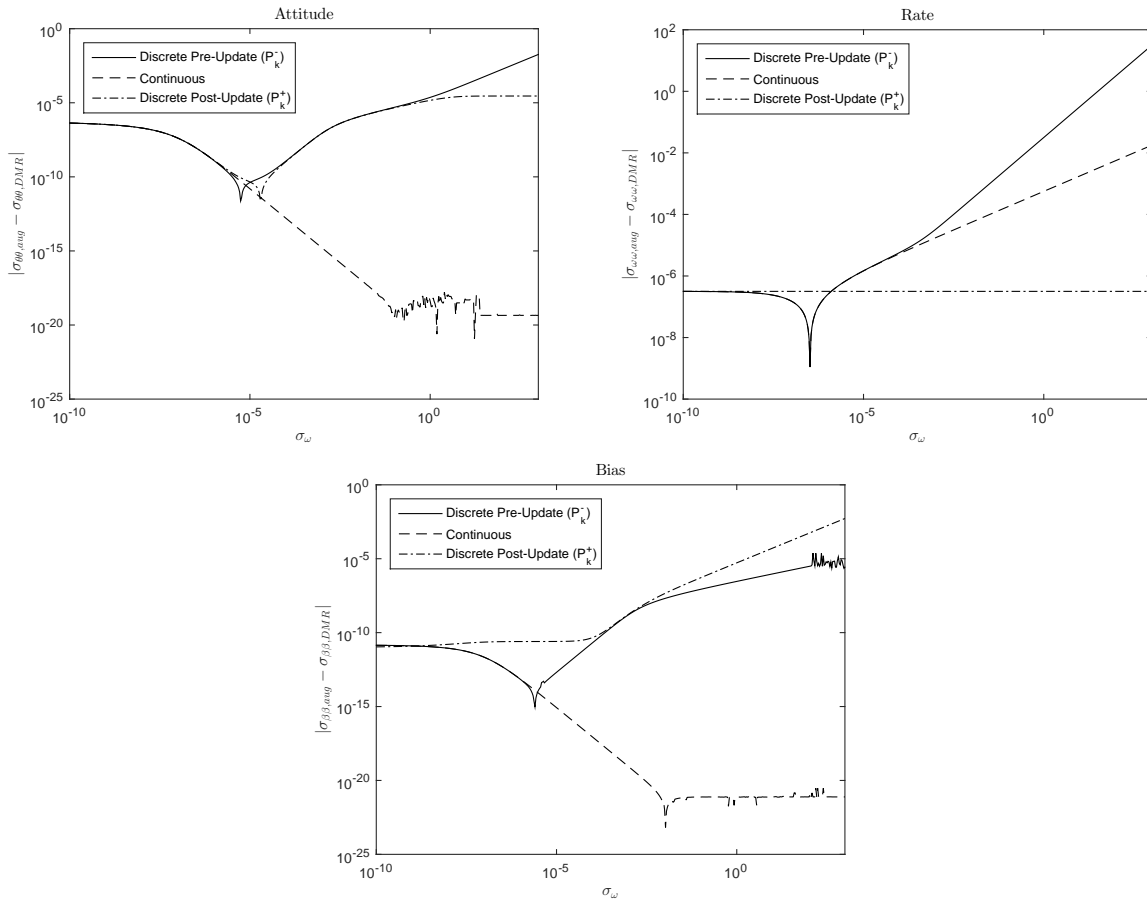 Attitude
10^0
10^-5
10^-10
10^-15
10^-20
10^-25
|σ_θθ,aug − σ_θθ,DMR|
Discrete Pre-Update (P_k^-)
Continuous
Discrete Post-Update (P_k^+)
10^-10
10^-5
10^0
σ_ω
Rate
10^2
10^0
10^-2
10^-4
10^-6
10^-8
10^-10
|σ_ωω,aug − σ_ωω,DMR|
Discrete Pre-Update (P_k^-)
Continuous
Discrete Post-Update (P_k^+)
10^-10
10^-5
10^0
σ_ω
Bias
10^0
10^-5
10^-10
10^-15
10^-20
10^-25
|σ_ββ,aug − σ_ββ,DMR|
Discrete Pre-Update (P_k^-)
Continuous
Discrete Post-Update (P_k^+)
10^-10
10^-5
10^0
σ_ω